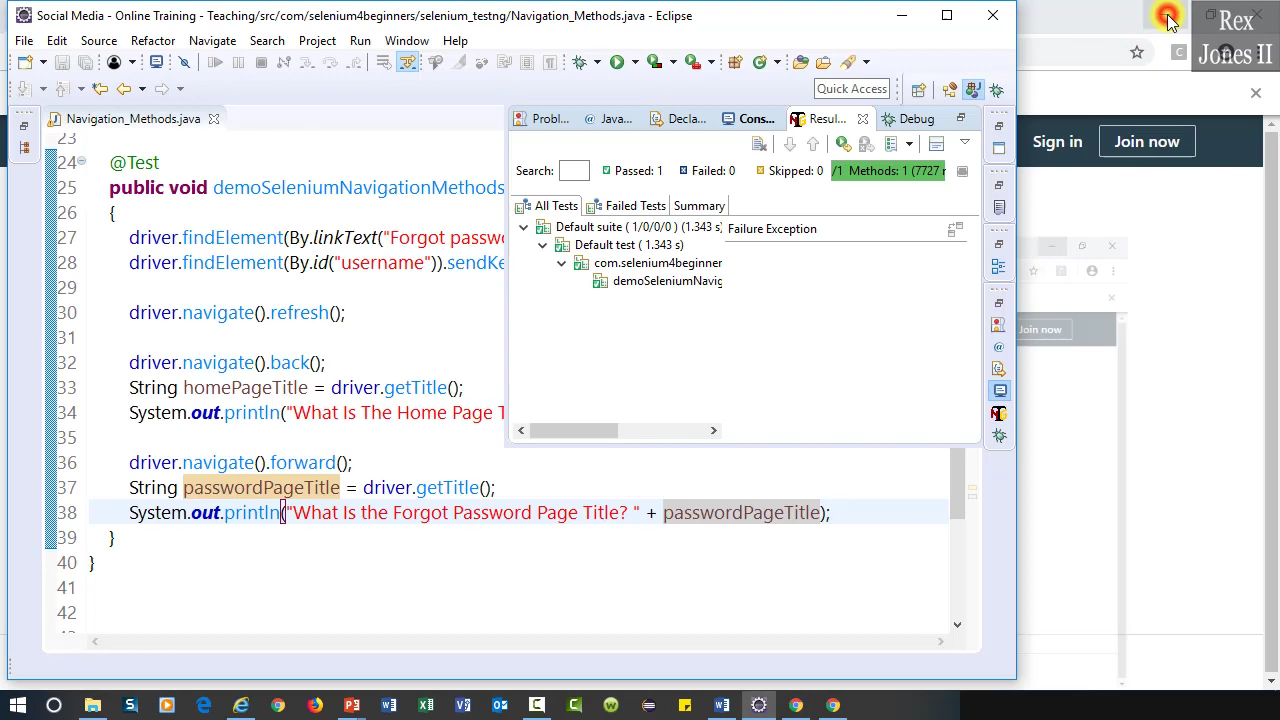 Social Media - Online Training - Teaching/src/com/selenium4beginners/selenium_testng/Navigation_Methods.java - Eclipse
Rex
Jones II
File Edit Source Refactor Navigate Search Project Run Window Help
Quick Access
Navigation_Methods.java
Probl... Java... Decla... Cons... Resul... Debug
Sign in Join now
Search: Passed: 1 Failed: 0 Skipped: 0 /1 Methods: 1 (7727 r
All Tests Failed Tests Summary
Default suite ( 1/0/0/0 ) (1.343 s) Failure Exception
Default test ( 1.343 s)
com.selenium4beginner
demoSeleniumNavig
Join now
23
24 @Test
25 public void demoSeleniumNavigationMethods
26 {
27 driver.findElement(By.linkText("Forgot passw
28 driver.findElement(By.id("username")).sendKe
30 driver.navigate().refresh();
31
32 driver.navigate().back();
33 String homePageTitle = driver.getTitle();
34 System.out.println("What Is The Home Page T
35
36 driver.navigate().forward();
37 String passwordPageTitle = driver.getTitle();
38 System.out.println("What Is the Forgot Password Page Title? " + passwordPageTitle);
39 }
40 }
41
42